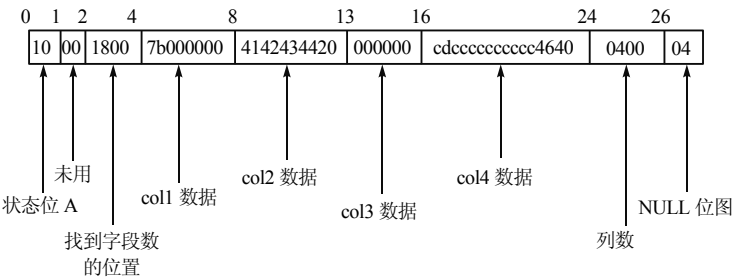 0 1 2 4 8 13 16 24 26
10 00 1800 7b000000 4142434420 000000 cdcccccccccc4640 0400 04
未用
状态位 A
找到字段数
的位置
col1 数据
col2 数据
col3 数据
col4 数据
列数
NULL 位图